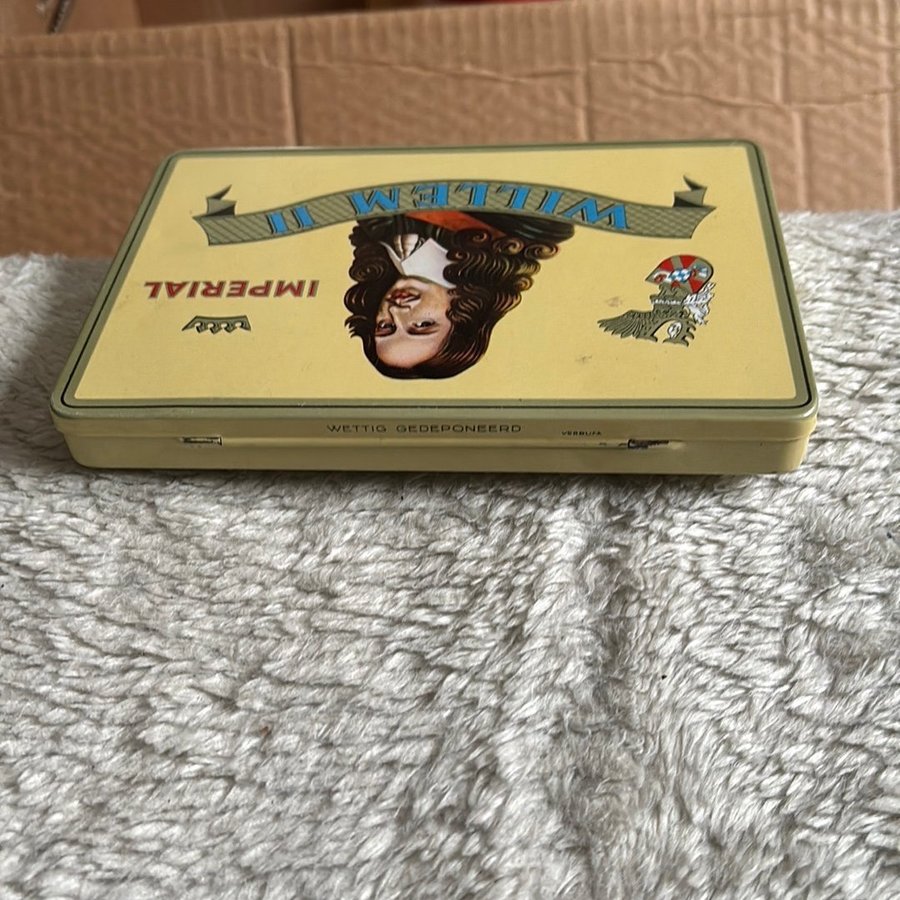 WILLEM II
IMPERIAL
WETTIG GEDEPONEERD
VERBLIFA